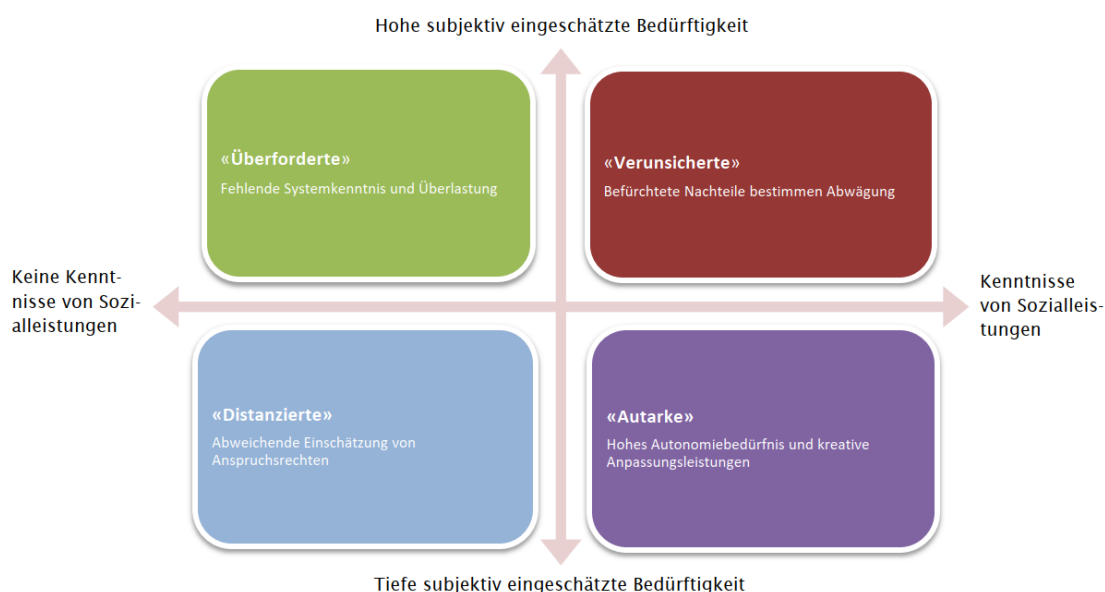 Hohe subjektiv eingeschätzte Bedürftigkeit
«Überforderte»
Fehlende Systemkenntnis und Überlastung
«Verunsicherte»
Befürchtete Nachteile bestimmen Abwägung
Keine Kennt-
nisse von Sozi-
alleistungen
Kenntnisse
von Sozialleis-
tungen
«Distanzierte»
Abweichende Einschätzung von
Anspruchsrechten
«Autarke»
Hohes Autonomiebedürfnis und kreative
Anpassungsleistungen
Tiefe subjektiv eingeschätzte Bedürftigkeit